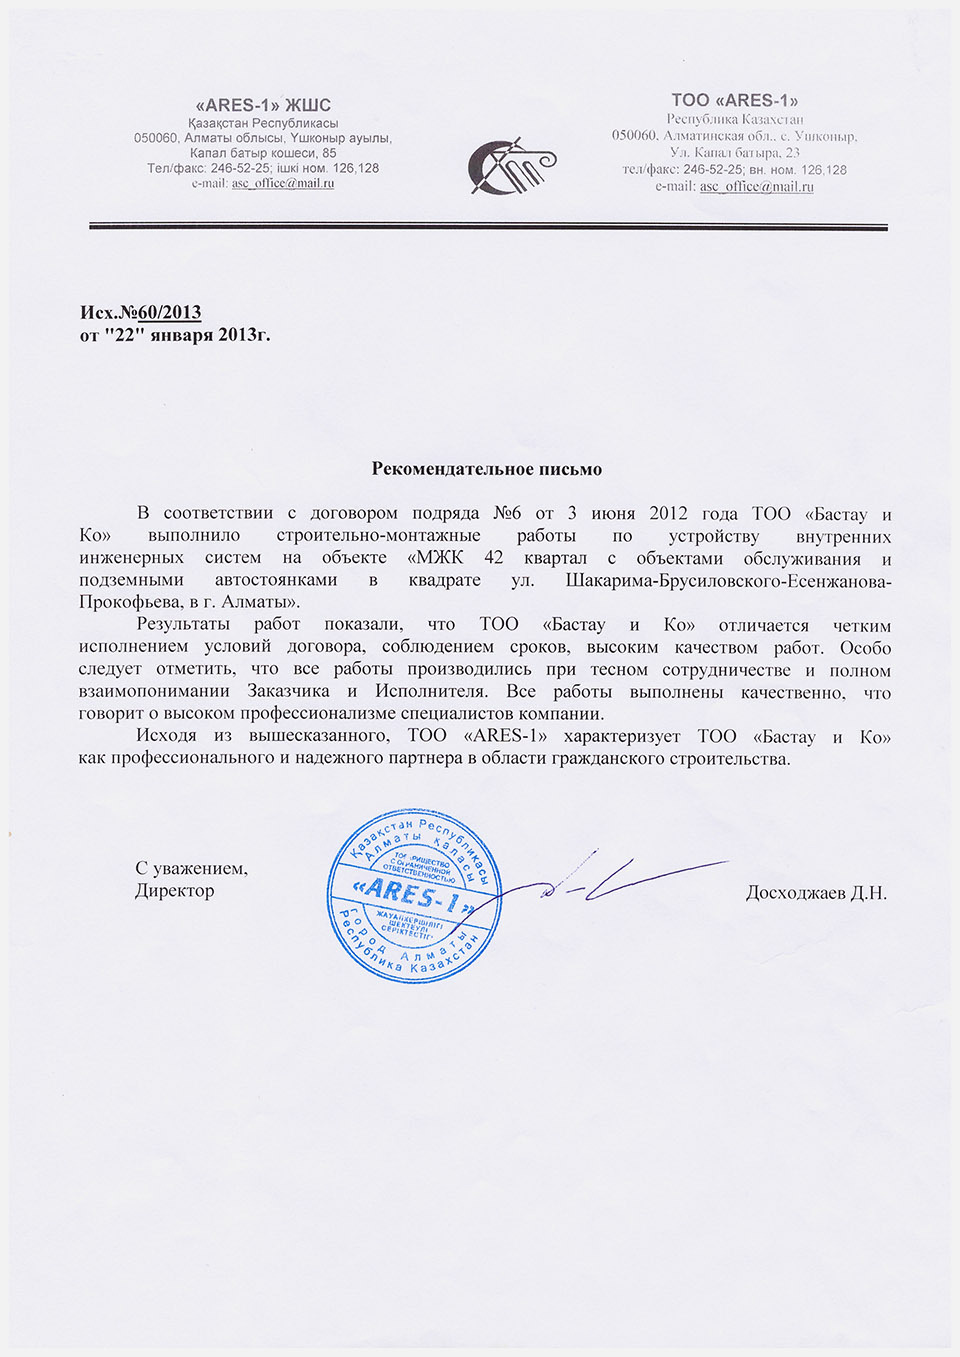 «ARES-1» ЖШС
Қазақстан Республикасы
050060, Алматы облысы, Үшконыр ауылы,
Капал батыр кошеси, 85
Тел/факс: 246-52-25; ішкі ном. 126,128
e-mail: asc_office@mail.ru
ТОО «ARES-1»
Республика Казахстан
050060, Алматинская обл., с. Ушконыр,
Ул. Капал батыра, 23
тел/факс: 246-52-25; вн. ном. 126,128
e-mail: asc_office@mail.ru
Исх.№60/2013
от "22" января 2013г.
Рекомендательное письмо
В соответствии с договором подряда №6 от 3 июня 2012 года ТОО «Бастау и
Ко» выполнило строительно-монтажные работы по устройству внутренних
инженерных систем на объекте «МЖК 42 квартал с объектами обслуживания и
подземными автостоянками в квадрате ул. Шакарима-Брусиловского-Есенжанова-
Прокофьева, в г. Алматы».
Результаты работ показали, что ТОО «Бастау и Ко» отличается четким
исполнением условий договора, соблюдением сроков, высоким качеством работ. Особо
следует отметить, что все работы производились при тесном сотрудничестве и полном
взаимопонимании Заказчика и Исполнителя. Все работы выполнены качественно, что
говорит о высоком профессионализме специалистов компании.
Исходя из вышесказанного, ТОО «ARES-1» характеризует ТОО «Бастау и Ко»
как профессионального и надежного партнера в области гражданского строительства.
С уважением,
Директор
Досходжаев Д.Н.
Қазақстан Республикасы
Алматы қаласы
ТОВАРИЩЕСТВО
С ОГРАНИЧЕННОЙ
ОТВЕТСТВЕННОСТЬЮ
«ARES-1»
ЖАУАПКЕРШІЛІГІ
ШЕКТЕУЛІ
СЕРІКТЕСТІГІ
город Алматы
Республика Казахстан